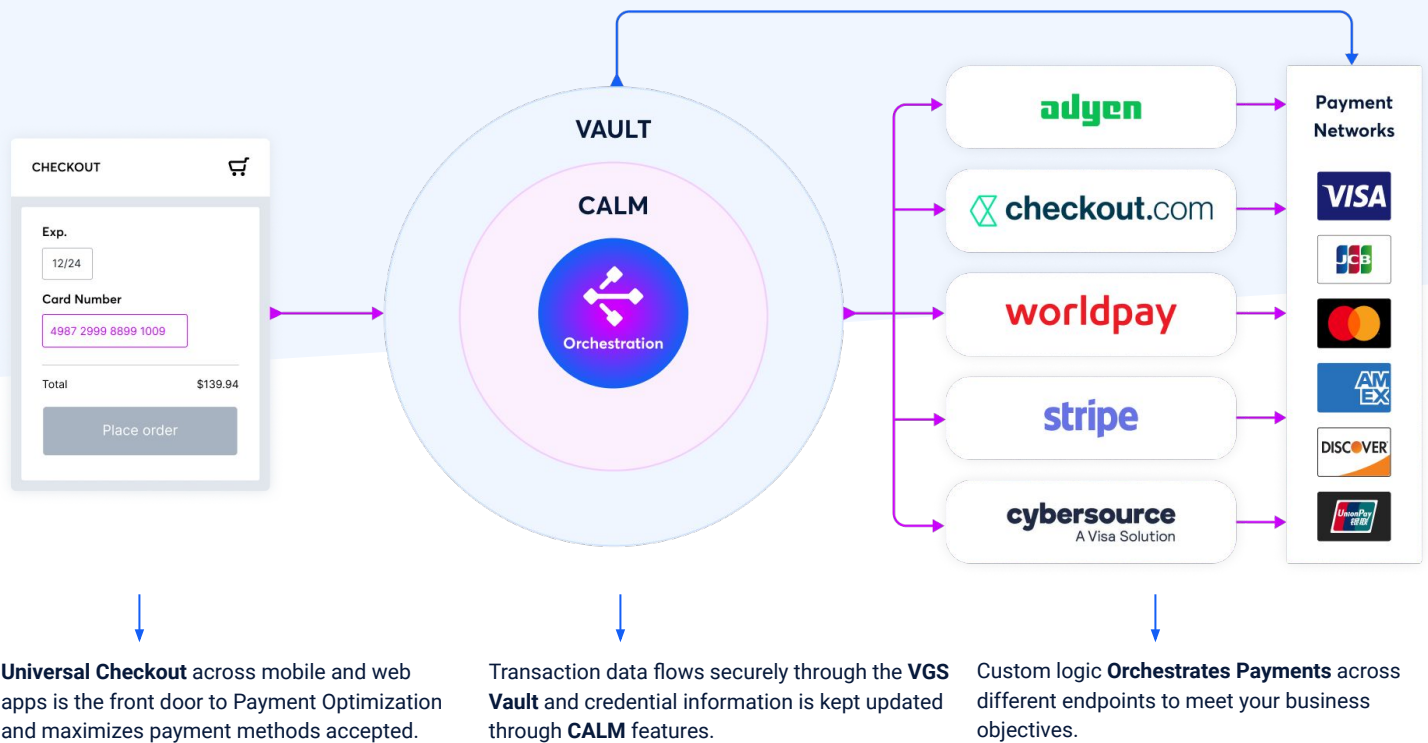 CHECKOUT
Exp.
12/24
Card Number
4987 2999 8899 1009
Total $139.94
Place order
VAULT
CALM
Orchestration
adyen
checkout.com
worldpay
stripe
cybersource
A Visa Solution
Payment
Networks
VISA
JCB
AM
EX
DISCOVER
UnionPay
银联
Universal Checkout across mobile and web
apps is the front door to Payment Optimization
and maximizes payment methods accepted.
Transaction data flows securely through the VGS
Vault and credential information is kept updated
through CALM features.
Custom logic Orchestrates Payments across
different endpoints to meet your business
objectives.